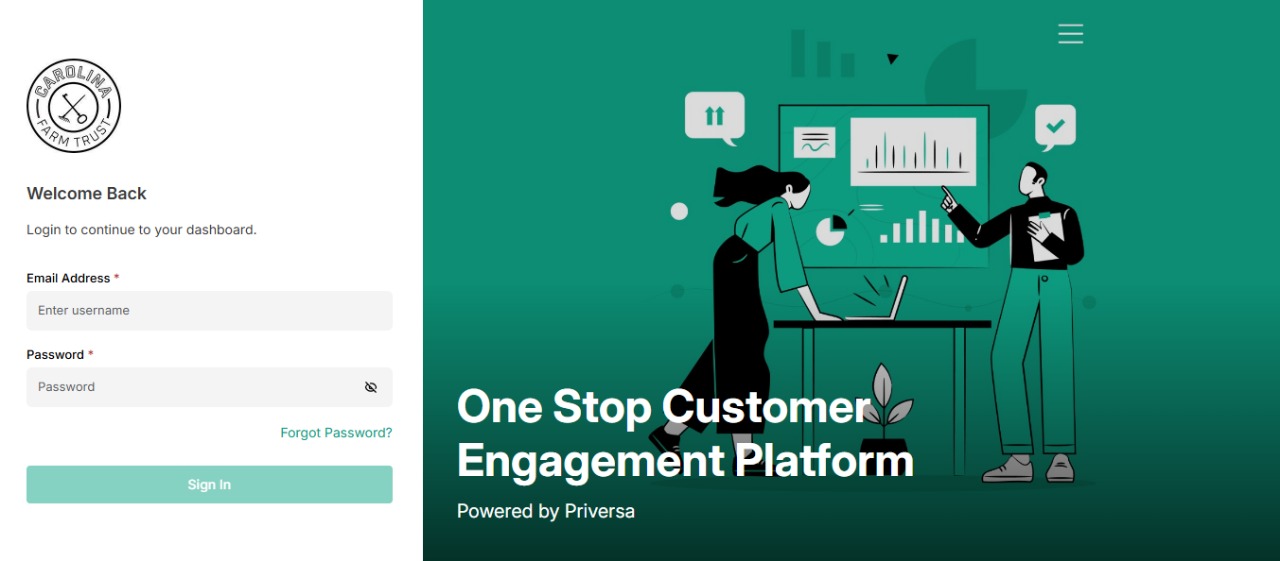 CAROLINA
FARM TRUST
Welcome Back
Login to continue to your dashboard.
Email Address *
Enter username
Password *
Password
Forgot Password?
Sign In
One Stop Customer
Engagement Platform
Powered by Priversa